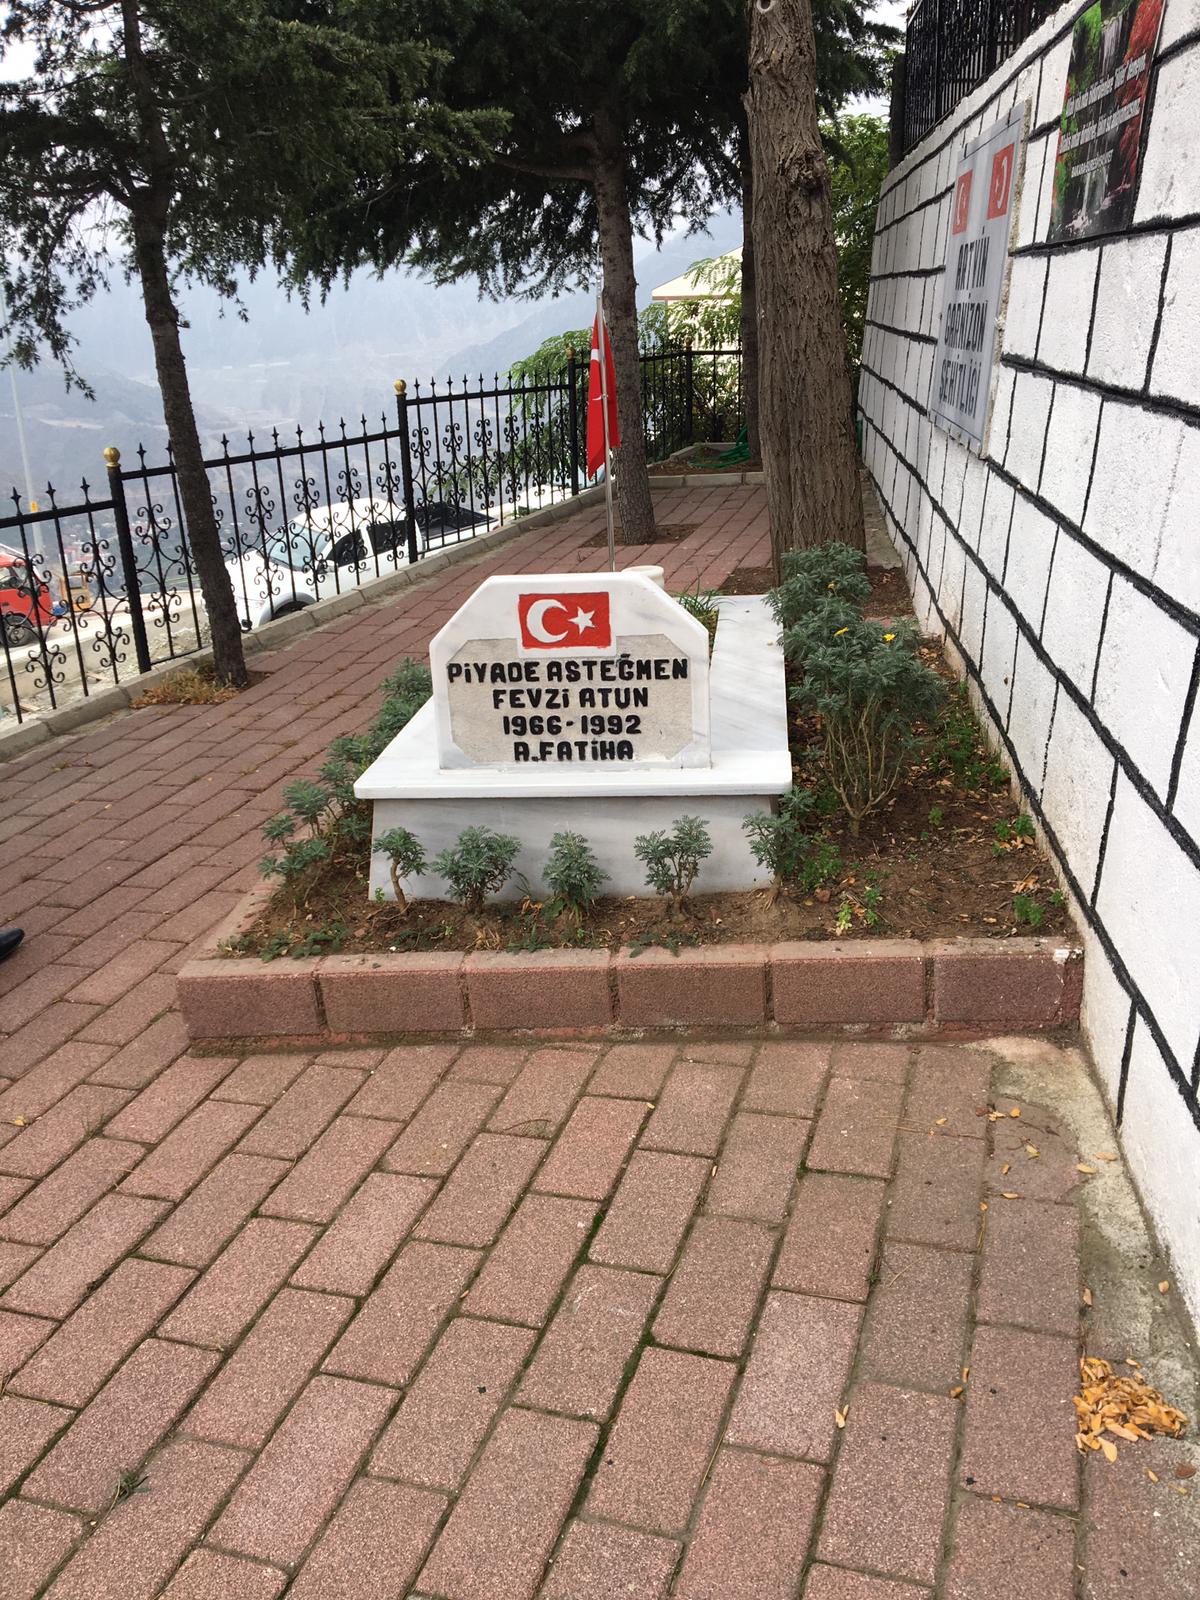 PİYADE ASTEĞMEN
FEVZİ ATUN
1966-1992
A.FATİHA
ARTVİN
GARNİZON
ŞEHİTLİĞİ